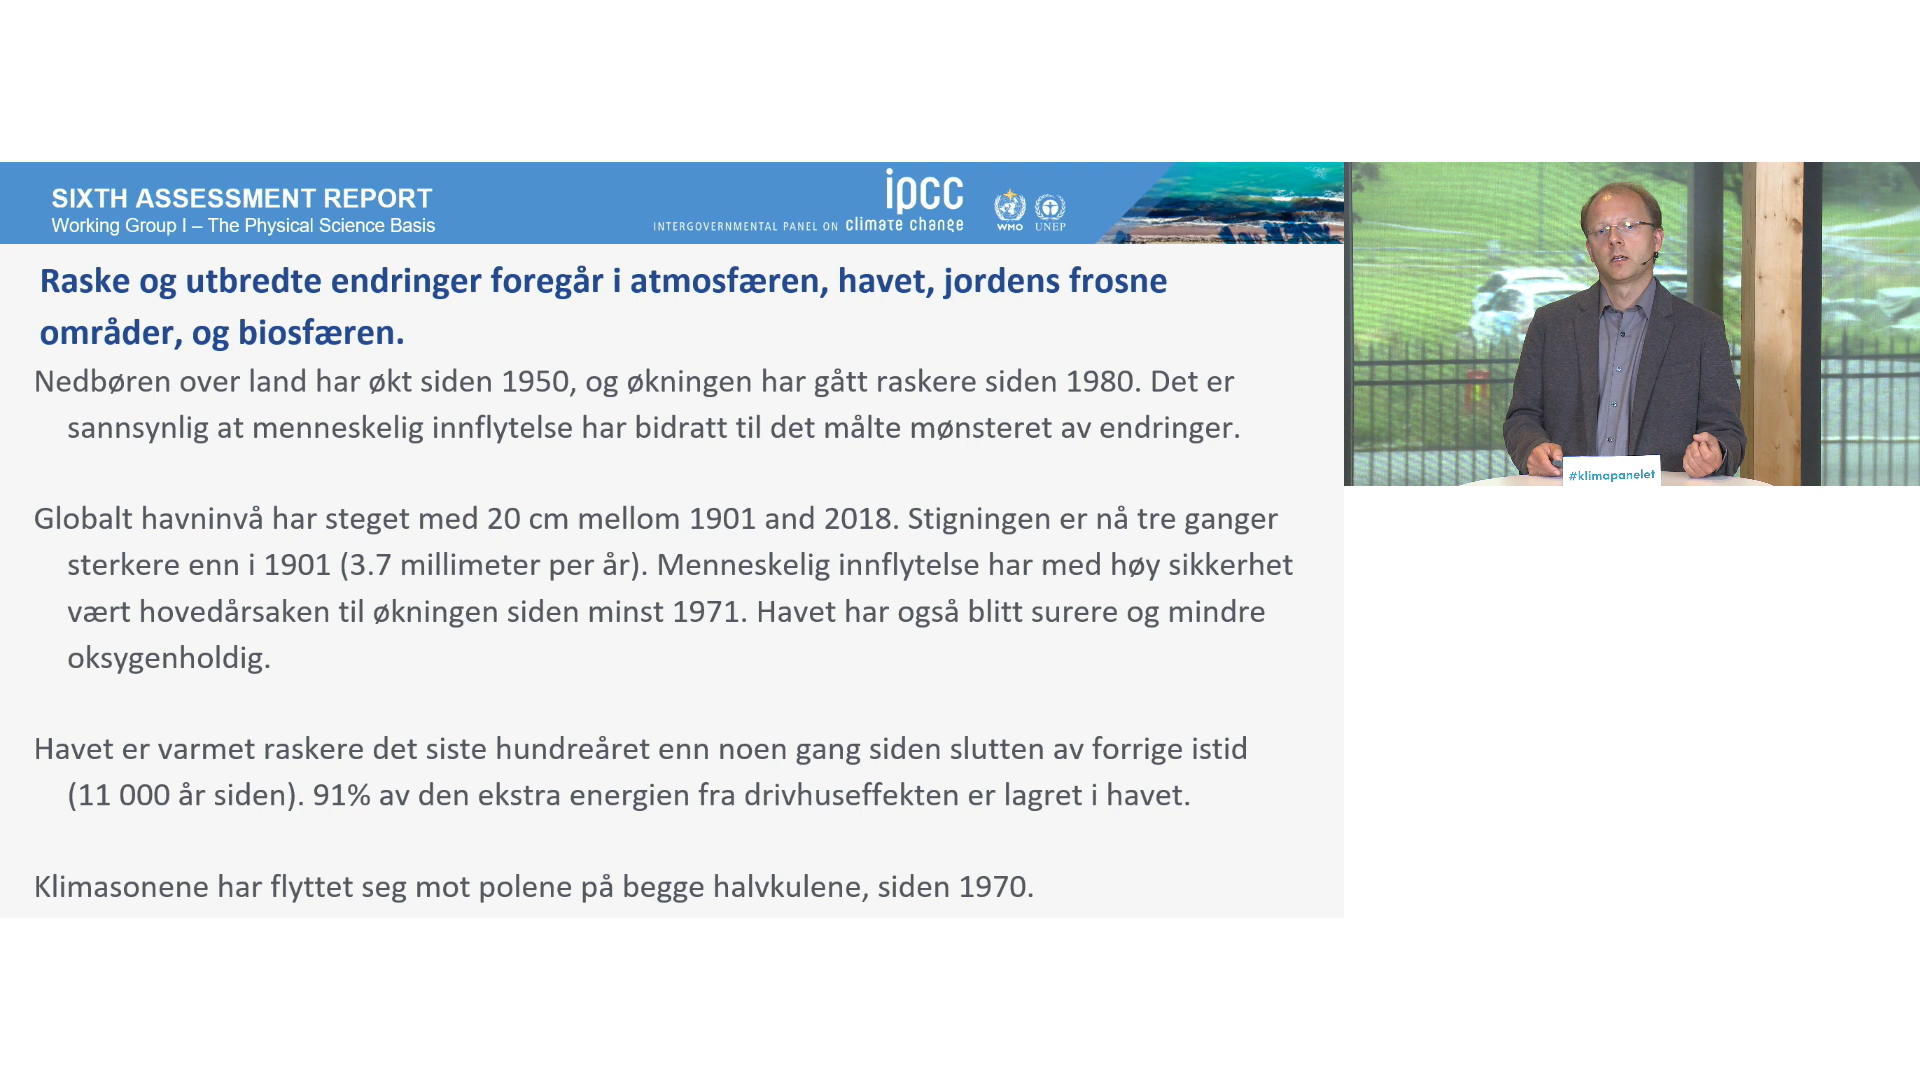 SIXTH ASSESSMENT REPORT
Working Group I – The Physical Science Basis
ipcc
INTERGOVERNMENTAL PANEL ON climate change
WMO
UNEP
Raske og utbredte endringer foregår i atmosfæren, havet, jordens frosne
områder, og biosfæren.
Nedbøren over land har økt siden 1950, og økningen har gått raskere siden 1980. Det er
sannsynlig at menneskelig innflytelse har bidratt til det målte mønsteret av endringer.
Globalt havninvå har steget med 20 cm mellom 1901 and 2018. Stigningen er nå tre ganger
sterkere enn i 1901 (3.7 millimeter per år). Menneskelig innflytelse har med høy sikkerhet
vært hovedårsaken til økningen siden minst 1971. Havet har også blitt surere og mindre
oksygenholdig.
Havet er varmet raskere det siste hundreåret enn noen gang siden slutten av forrige istid
(11 000 år siden). 91% av den ekstra energien fra drivhuseffekten er lagret i havet.
Klimasonene har flyttet seg mot polene på begge halvkulene, siden 1970.
#klimapanelet